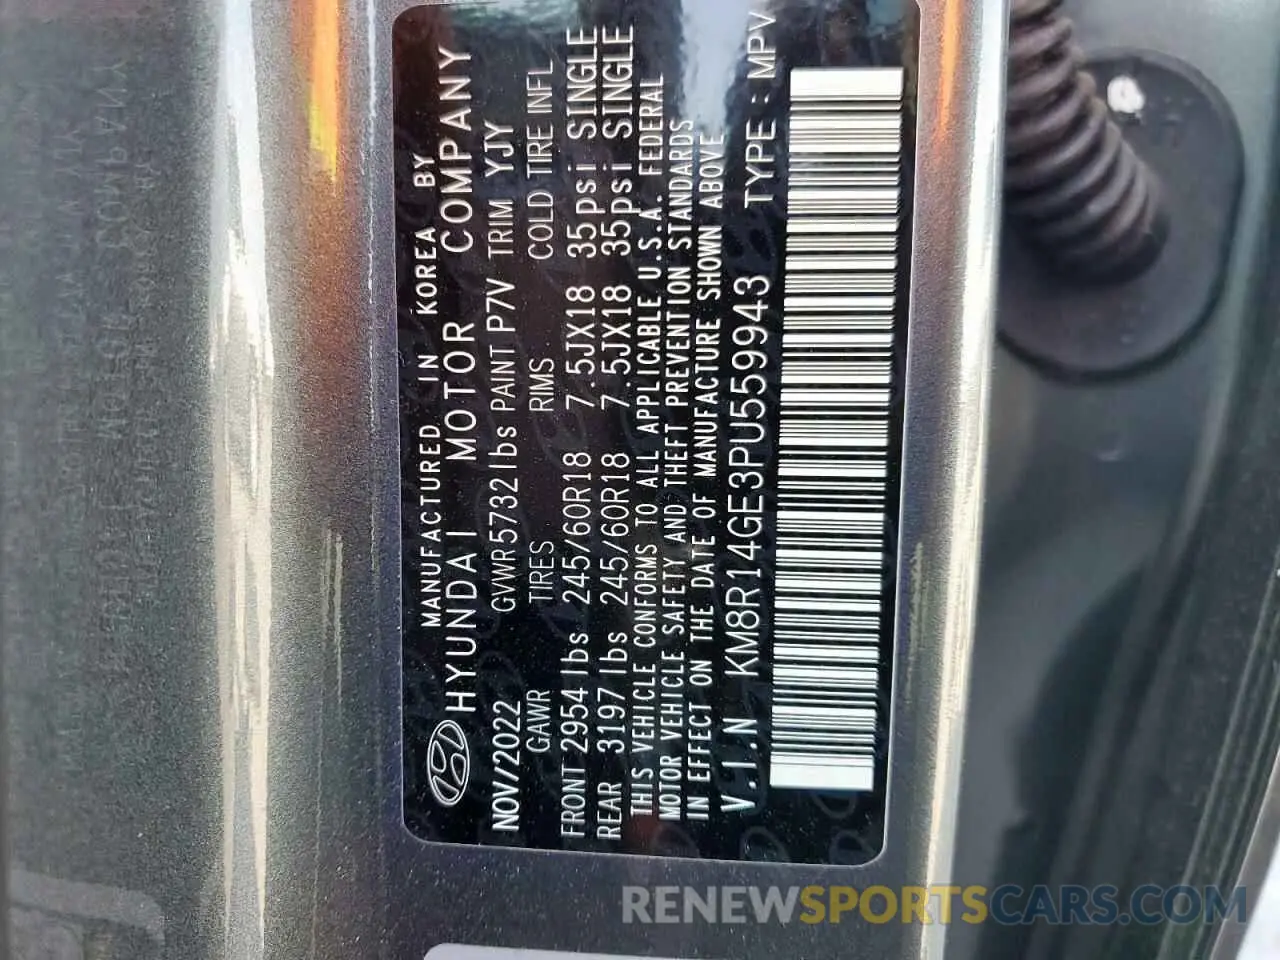 MANUFACTURED IN KOREA BY
HYUNDAI MOTOR COMPANY
NOV/2022 GVWR5732lbs PAINT P7V TRIM YJY
GAWR TIRES RIMS COLD TIRE INFL
FRONT 2954 lbs 245/60R18 7.5JX18 35psi SINGLE
REAR 3197 lbs 245/60R18 7.5JX18 35psi SINGLE
THIS VEHICLE CONFORMS TO ALL APPLICABLE U.S.A. FEDERAL
MOTOR VEHICLE SAFETY AND THEFT PREVENTION STANDARDS
IN EFFECT ON THE DATE OF MANUFACTURE SHOWN ABOVE
V.I.N KM8R14GE3PU559943 TYPE : MPV
RENEWSPORTSCARS.COM